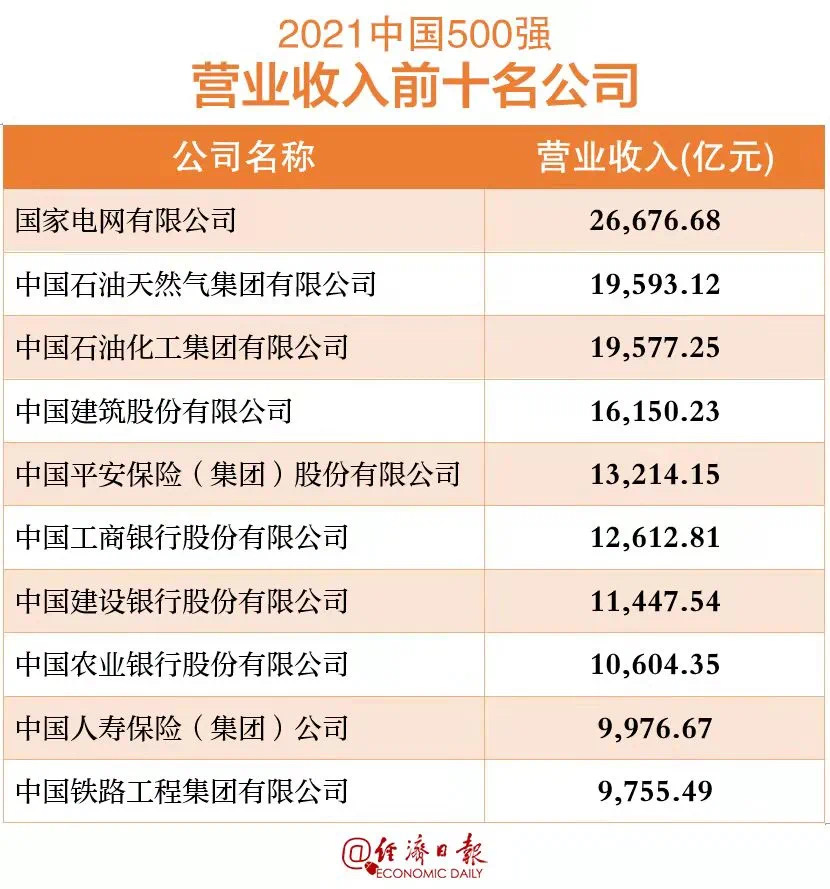 2021中国500强
营业收入前十名公司
公司名称 营业收入(亿元)
国家电网有限公司 26,676.68
中国石油天然气集团有限公司 19,593.12
中国石油化工集团有限公司 19,577.25
中国建筑股份有限公司 16,150.23
中国平安保险（集团）股份有限公司 13,214.15
中国工商银行股份有限公司 12,612.81
中国建设银行股份有限公司 11,447.54
中国农业银行股份有限公司 10,604.35
中国人寿保险（集团）公司 9,976.67
中国铁路工程集团有限公司 9,755.49
@经济日报
ECONOMIC DAILY